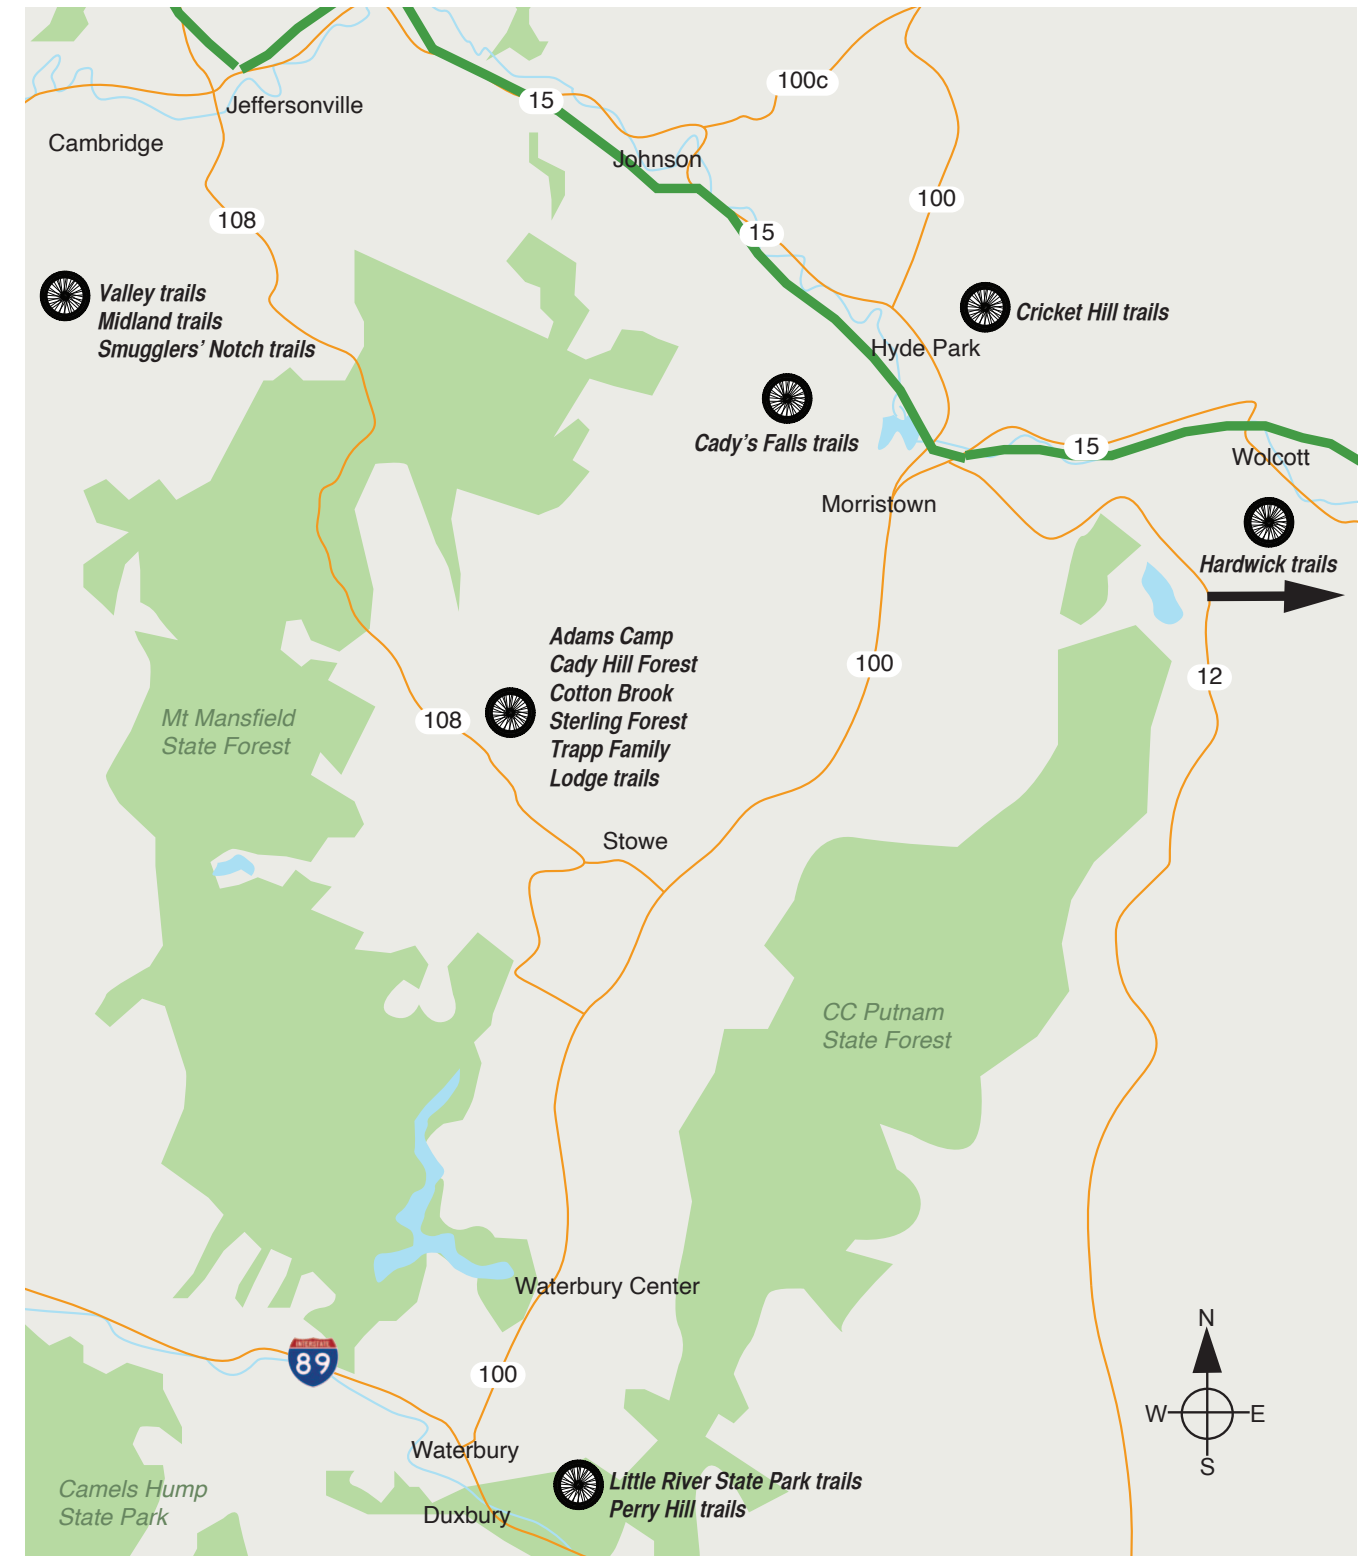 100c
15
Jeffersonville
Cambridge
Johnson
100
108
15
Valley trails
Midland trails
Smugglers’ Notch trails
Cricket Hill trails
Hyde Park
Cady’s Falls trails
15
Wolcott
Morristown
Hardwick trails
Adams Camp
Cady Hill Forest
Cotton Brook
Sterling Forest
Trapp Family
Lodge trails
100
12
Mt Mansfield
State Forest
108
Stowe
CC Putnam
State Forest
Waterbury Center
INTERSTATE
89
100
N
W
E
S
Waterbury
Little River State Park trails
Perry Hill trails
Camels Hump
State Park
Duxbury